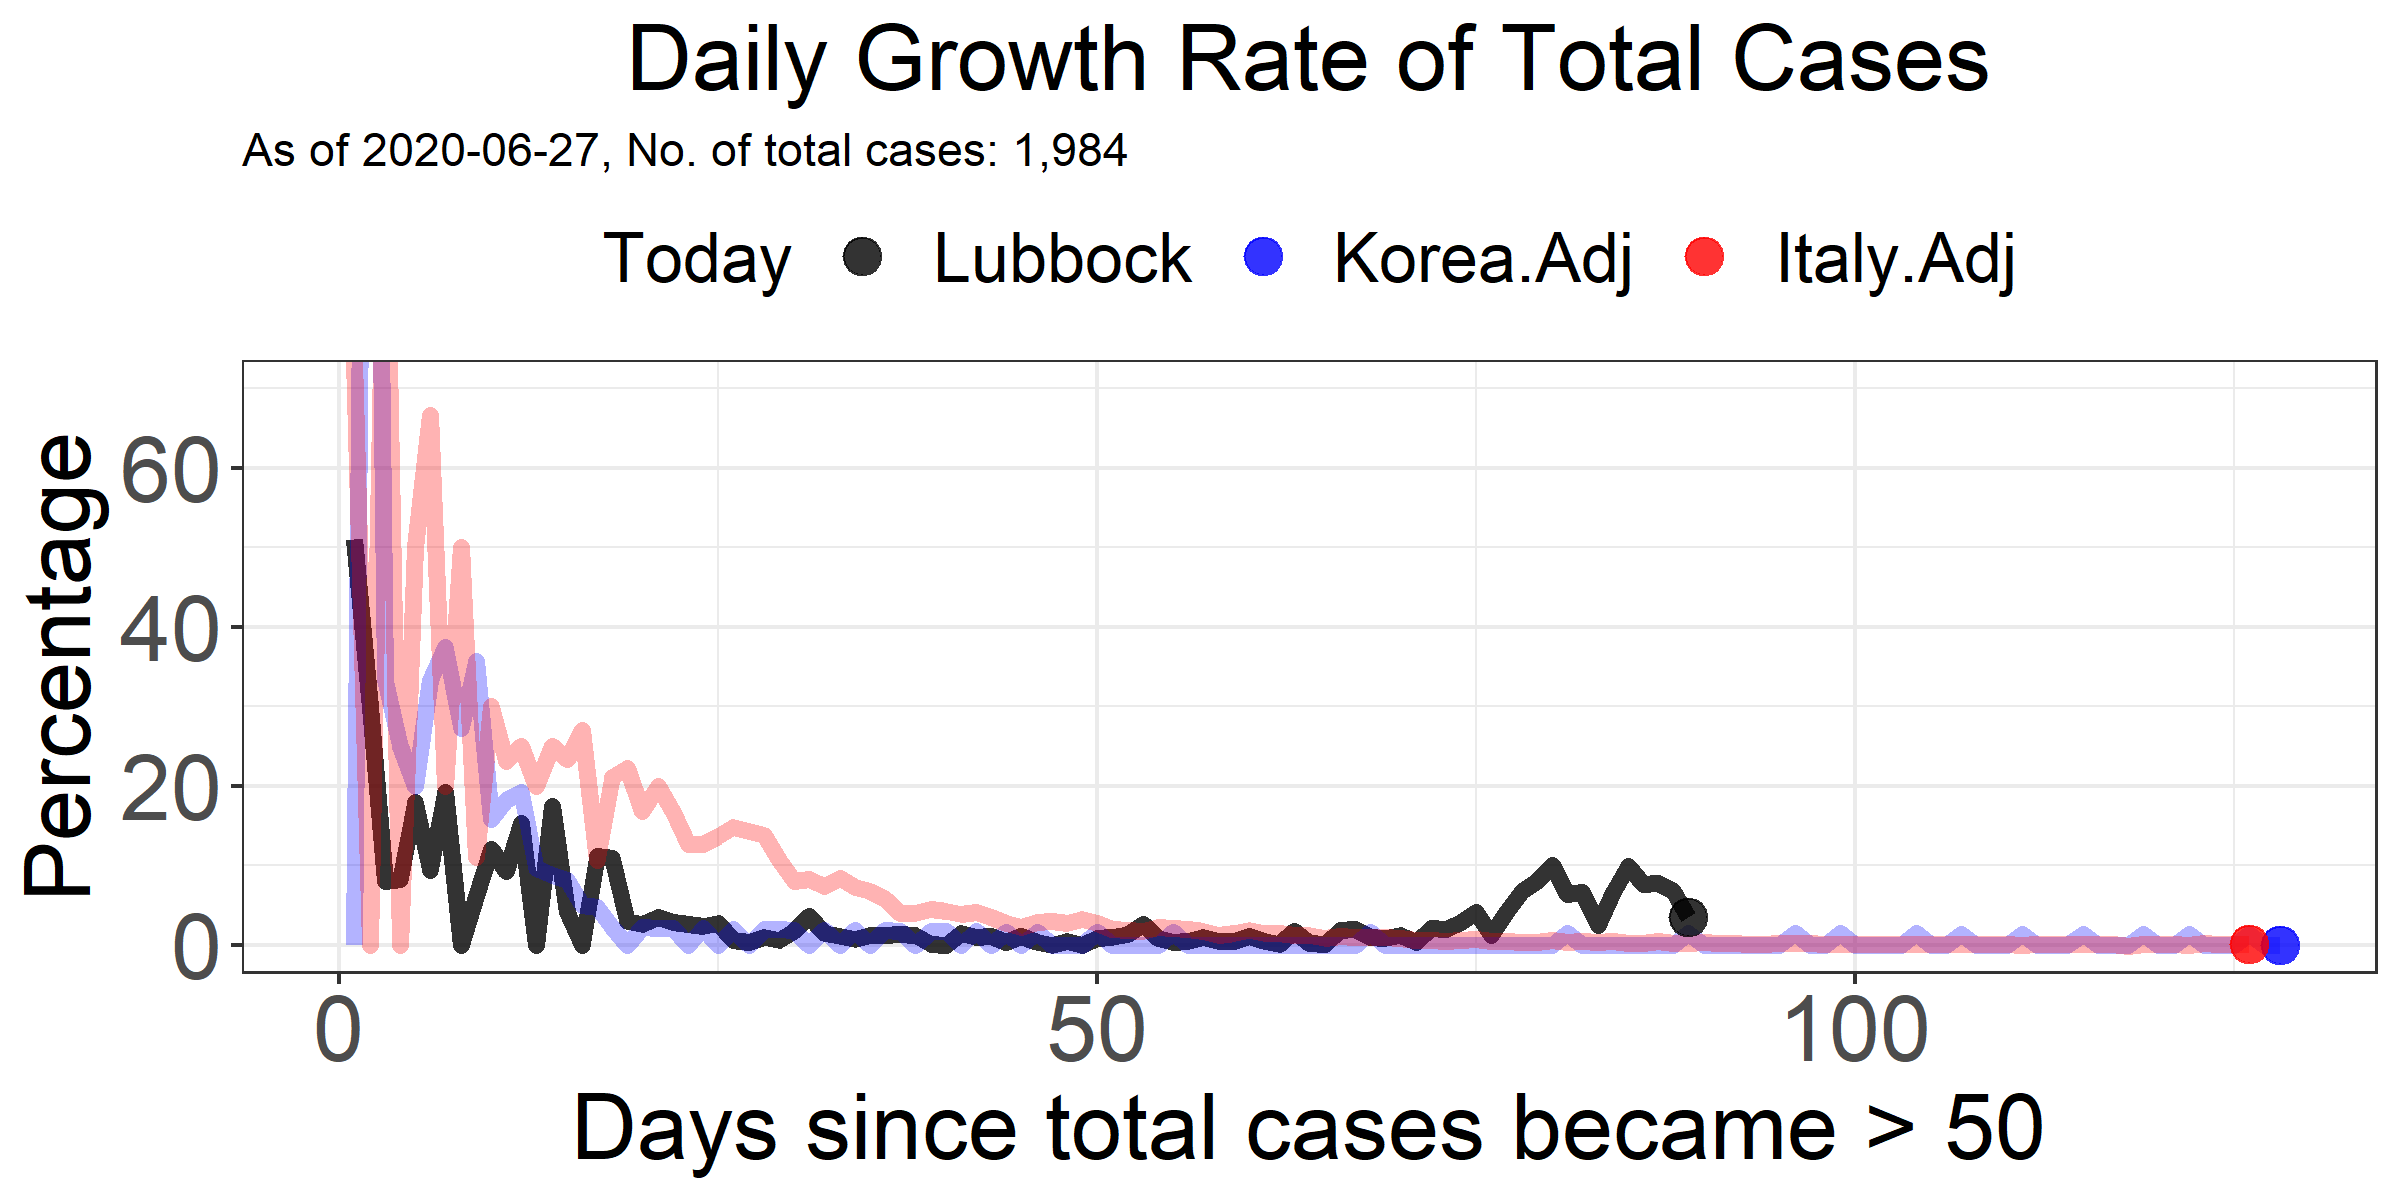 Daily Growth Rate of Total Cases
As of 2020-06-27, No. of total cases: 1,984
Today Lubbock Korea.Adj Italy.Adj
Percentage
60
40
20
0
0 50 100
Days since total cases became > 50